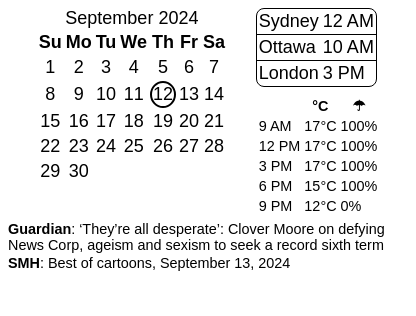 September 2024
Su Mo Tu We Th Fr Sa
1 2 3 4 5 6 7
8 9 10 11 12 13 14
15 16 17 18 19 20 21
22 23 24 25 26 27 28
29 30
Sydney 12 AM
Ottawa 10 AM
London 3 PM
°C ☂
9 AM 17°C 100%
12 PM 17°C 100%
3 PM 17°C 100%
6 PM 15°C 100%
9 PM 12°C 0%
Guardian: ‘They’re all desperate’: Clover Moore on defying
News Corp, ageism and sexism to seek a record sixth term
SMH: Best of cartoons, September 13, 2024